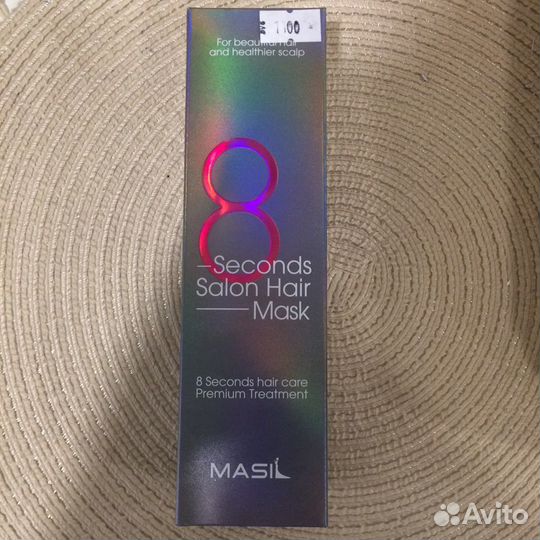 1100
For beautiful hair
and healthier scalp
8
Seconds
Salon Hair
Mask
8 Seconds hair care
Premium Treatment
MASIL
Avito